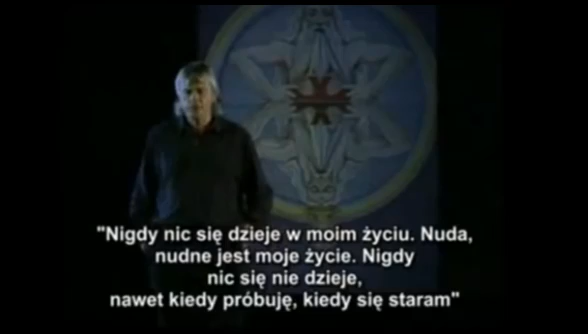 "Nigdy nic się dzieje w moim życiu. Nuda,
nudne jest moje życie. Nigdy
nic się nie dzieje,
nawet kiedy próbuję, kiedy się staram"